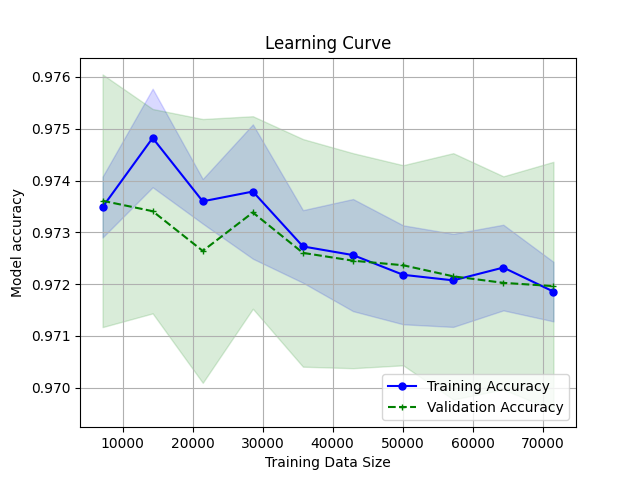 Learning Curve
0.976
0.975
0.974
0.973
0.972
0.971
0.970
Model accuracy
10000 20000 30000 40000 50000 60000 70000
Training Data Size
Training Accuracy
Validation Accuracy